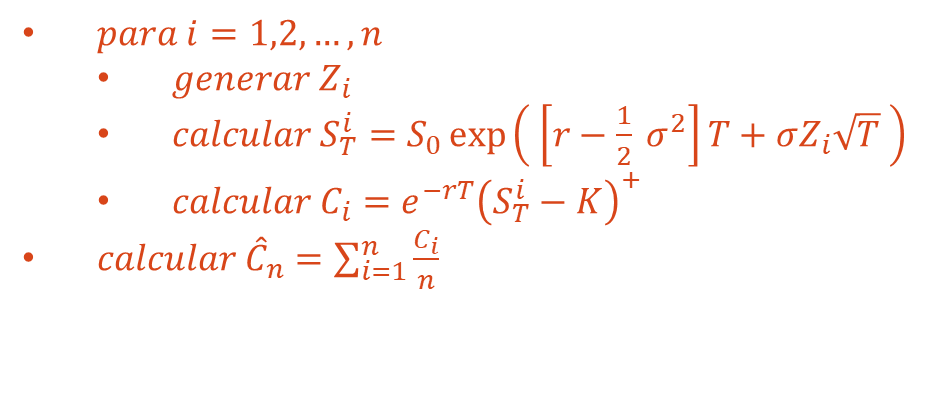 • para i = 1,2, … , n
• generar Z_i
• calcular S_T^i = S_0 exp ( [r − 1/2 σ^2] T + σZ_i√T )
• calcular C_i = e^{−rT}(S_T^i − K)^+
• calcular Ĉ_n = ∑_{i=1}^n C_i/n